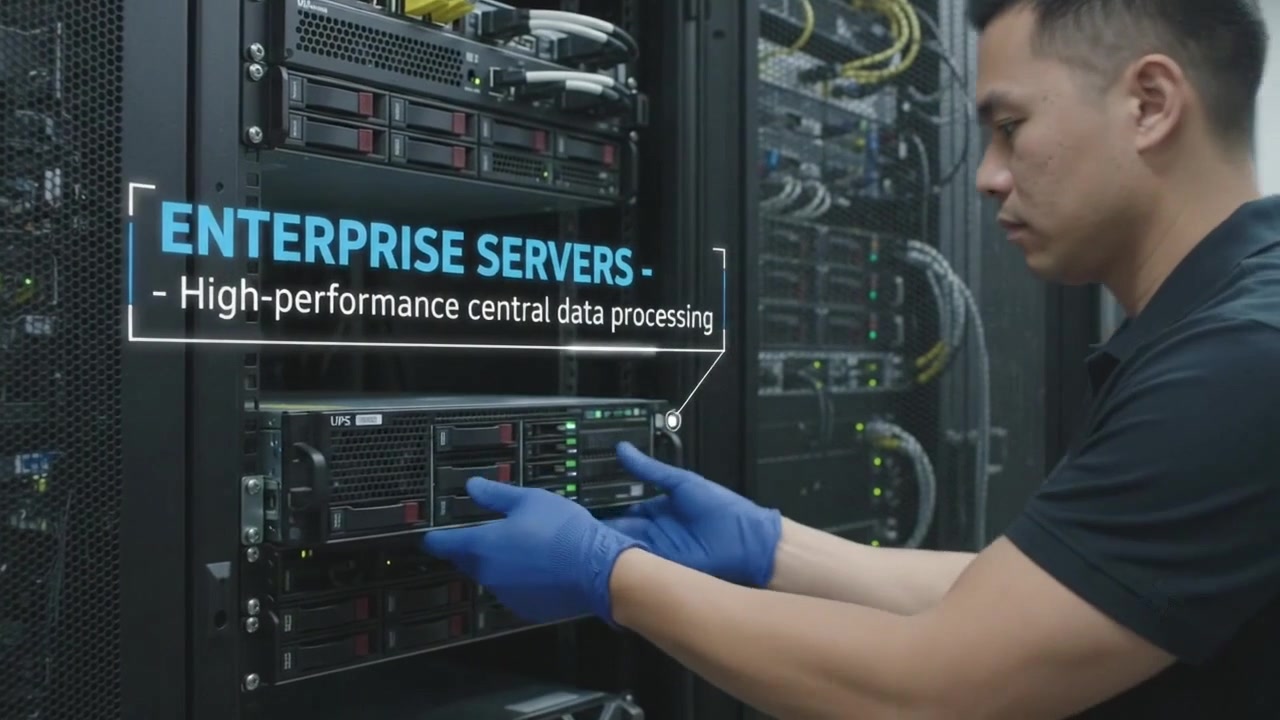 ENTERPRISE SERVERS -
- High-performance central data processing
UPS